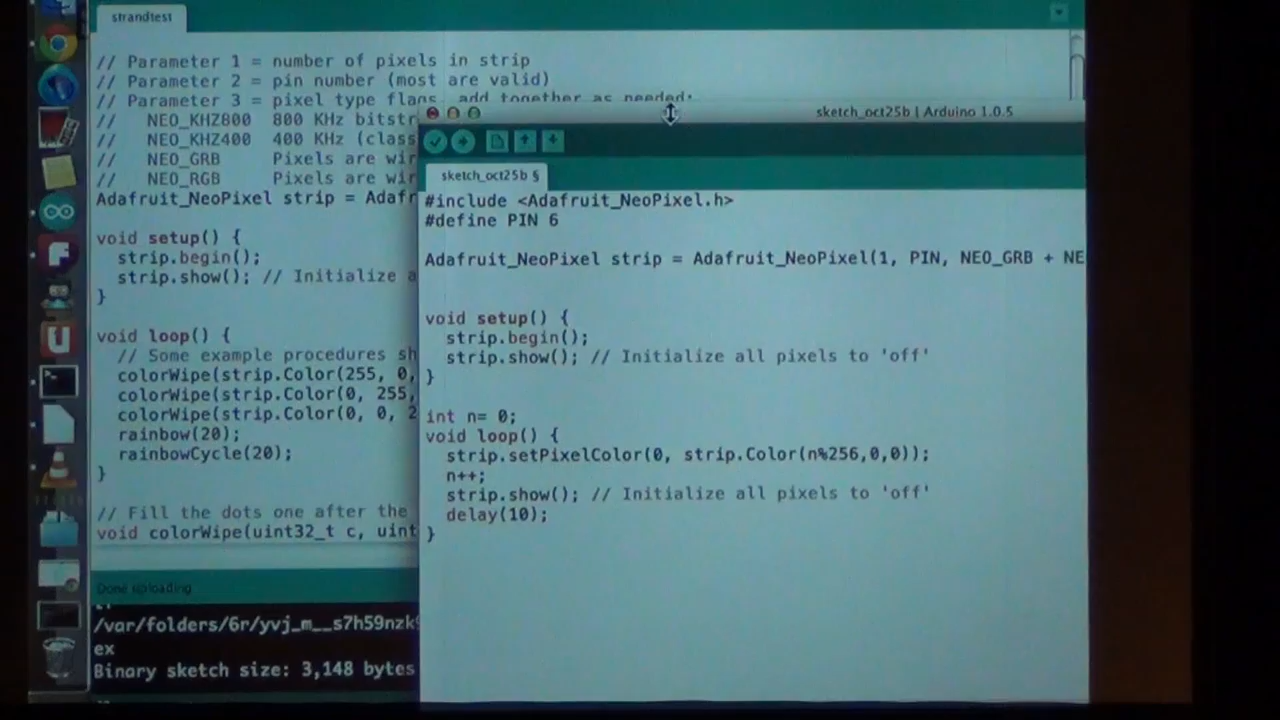 strandtest
// Parameter 1 = number of pixels in strip
// Parameter 2 = pin number (most are valid)
// Parameter 3 = pixel type flags, add together as needed:
//   NEO_KHZ800  800 KHz bitstr
//   NEO_KHZ400  400 KHz (class
//   NEO_GRB     Pixels are wir
//   NEO_RGB     Pixels are wir
Adafruit_NeoPixel strip = Adafr
void setup() {
  strip.begin();
  strip.show(); // Initialize a
}
void loop() {
  // Some example procedures sh
  colorWipe(strip.Color(255, 0,
  colorWipe(strip.Color(0, 255,
  colorWipe(strip.Color(0, 0, 2
  rainbow(20);
  rainbowCycle(20);
}
// Fill the dots one after the
void colorWipe(uint32_t c, uint
Done uploading
/var/folders/6r/yvj_m__s7h59nzk
ex
Binary sketch size: 3,148 bytes
sketch_oct25b | Arduino 1.0.5
sketch_oct25b §
#include <Adafruit_NeoPixel.h>
#define PIN 6
Adafruit_NeoPixel strip = Adafruit_NeoPixel(1, PIN, NEO_GRB + NE
void setup() {
  strip.begin();
  strip.show(); // Initialize all pixels to 'off'
}
int n= 0;
void loop() {
  strip.setPixelColor(0, strip.Color(n%256,0,0));
  n++;
  strip.show(); // Initialize all pixels to 'off'
  delay(10);
}